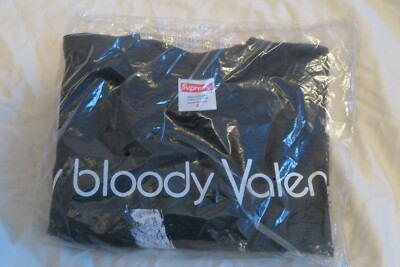 Supreme
y bloody Valen